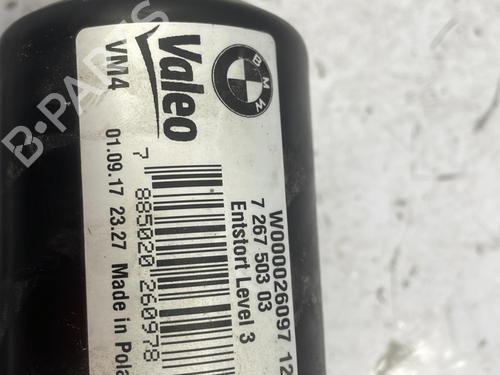 B-PARTS
BMW
Valeo
VM4
W000026097 12
7 267 503 03
Entstort Level 3
7 885020 260978
01.09.17 23.27 Made in